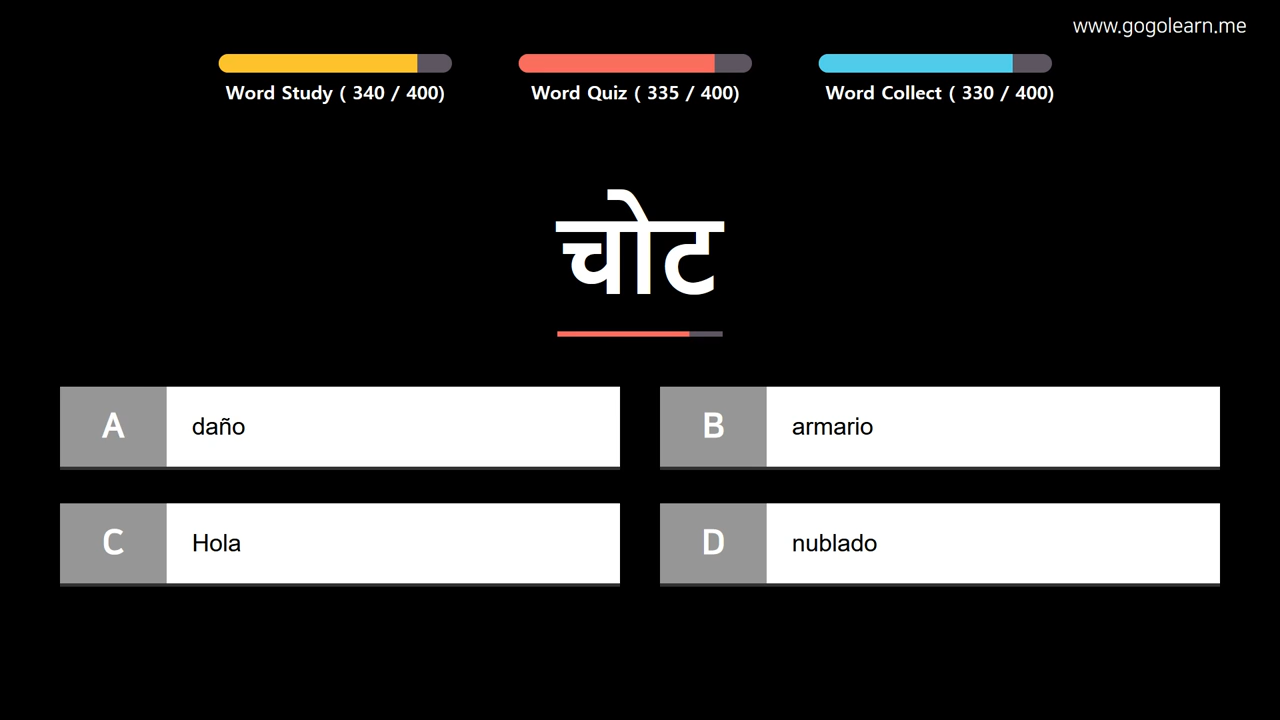 www.gogolearn.me
Word Study ( 340 / 400)
Word Quiz ( 335 / 400)
Word Collect ( 330 / 400)
चोट
A daño
B armario
C Hola
D nublado